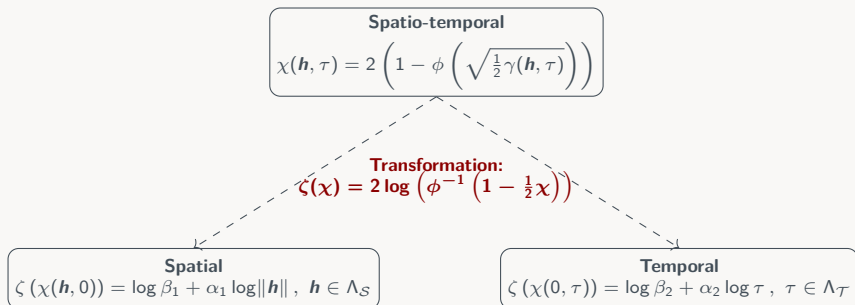 Spatio-temporal
χ(h, τ) = 2 (1 − ϕ (√(½γ(h, τ))))
Transformation:
ζ(χ) = 2 log (ϕ⁻¹ (1 − ½χ))
Spatial
ζ (χ(h, 0)) = log β₁ + α₁ log‖h‖ , h ∈ Λ_𝒮
Temporal
ζ (χ(0, τ)) = log β₂ + α₂ log τ , τ ∈ Λ_𝒯